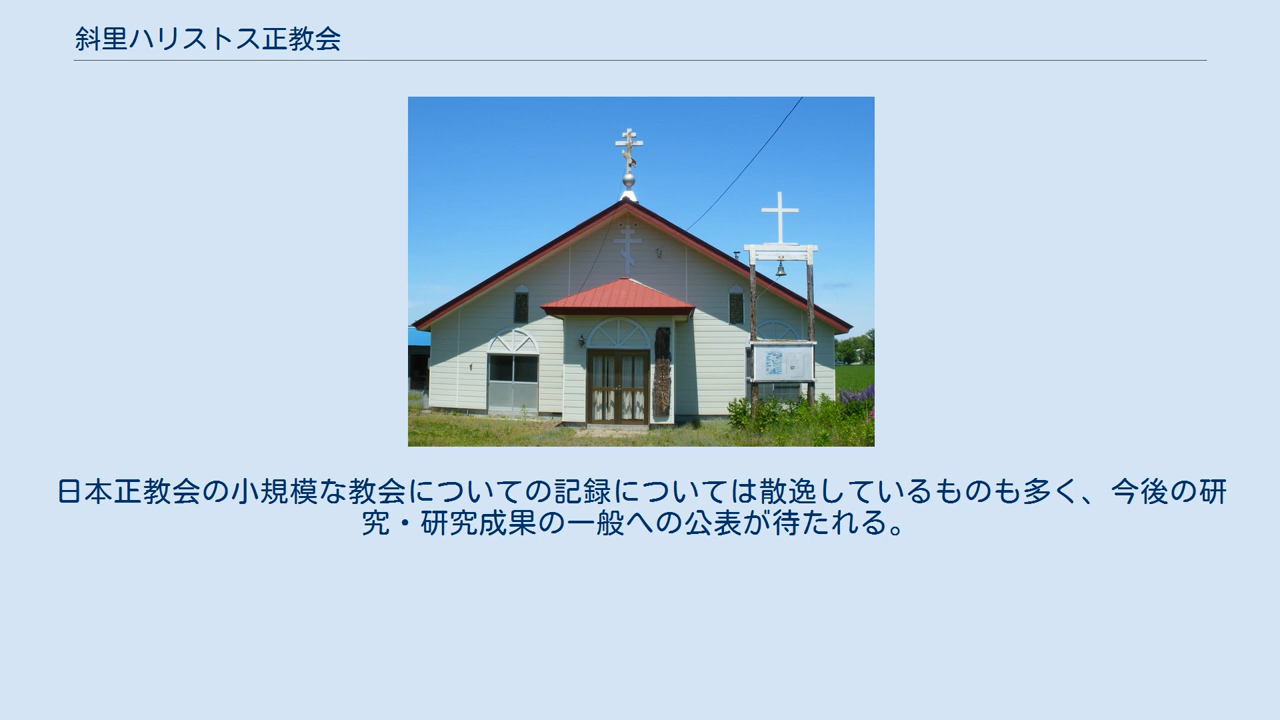 斜里ハリストス正教会
日本正教会の小規模な教会についての記録については散逸しているものも多く、今後の研
究・研究成果の一般への公表が待たれる。